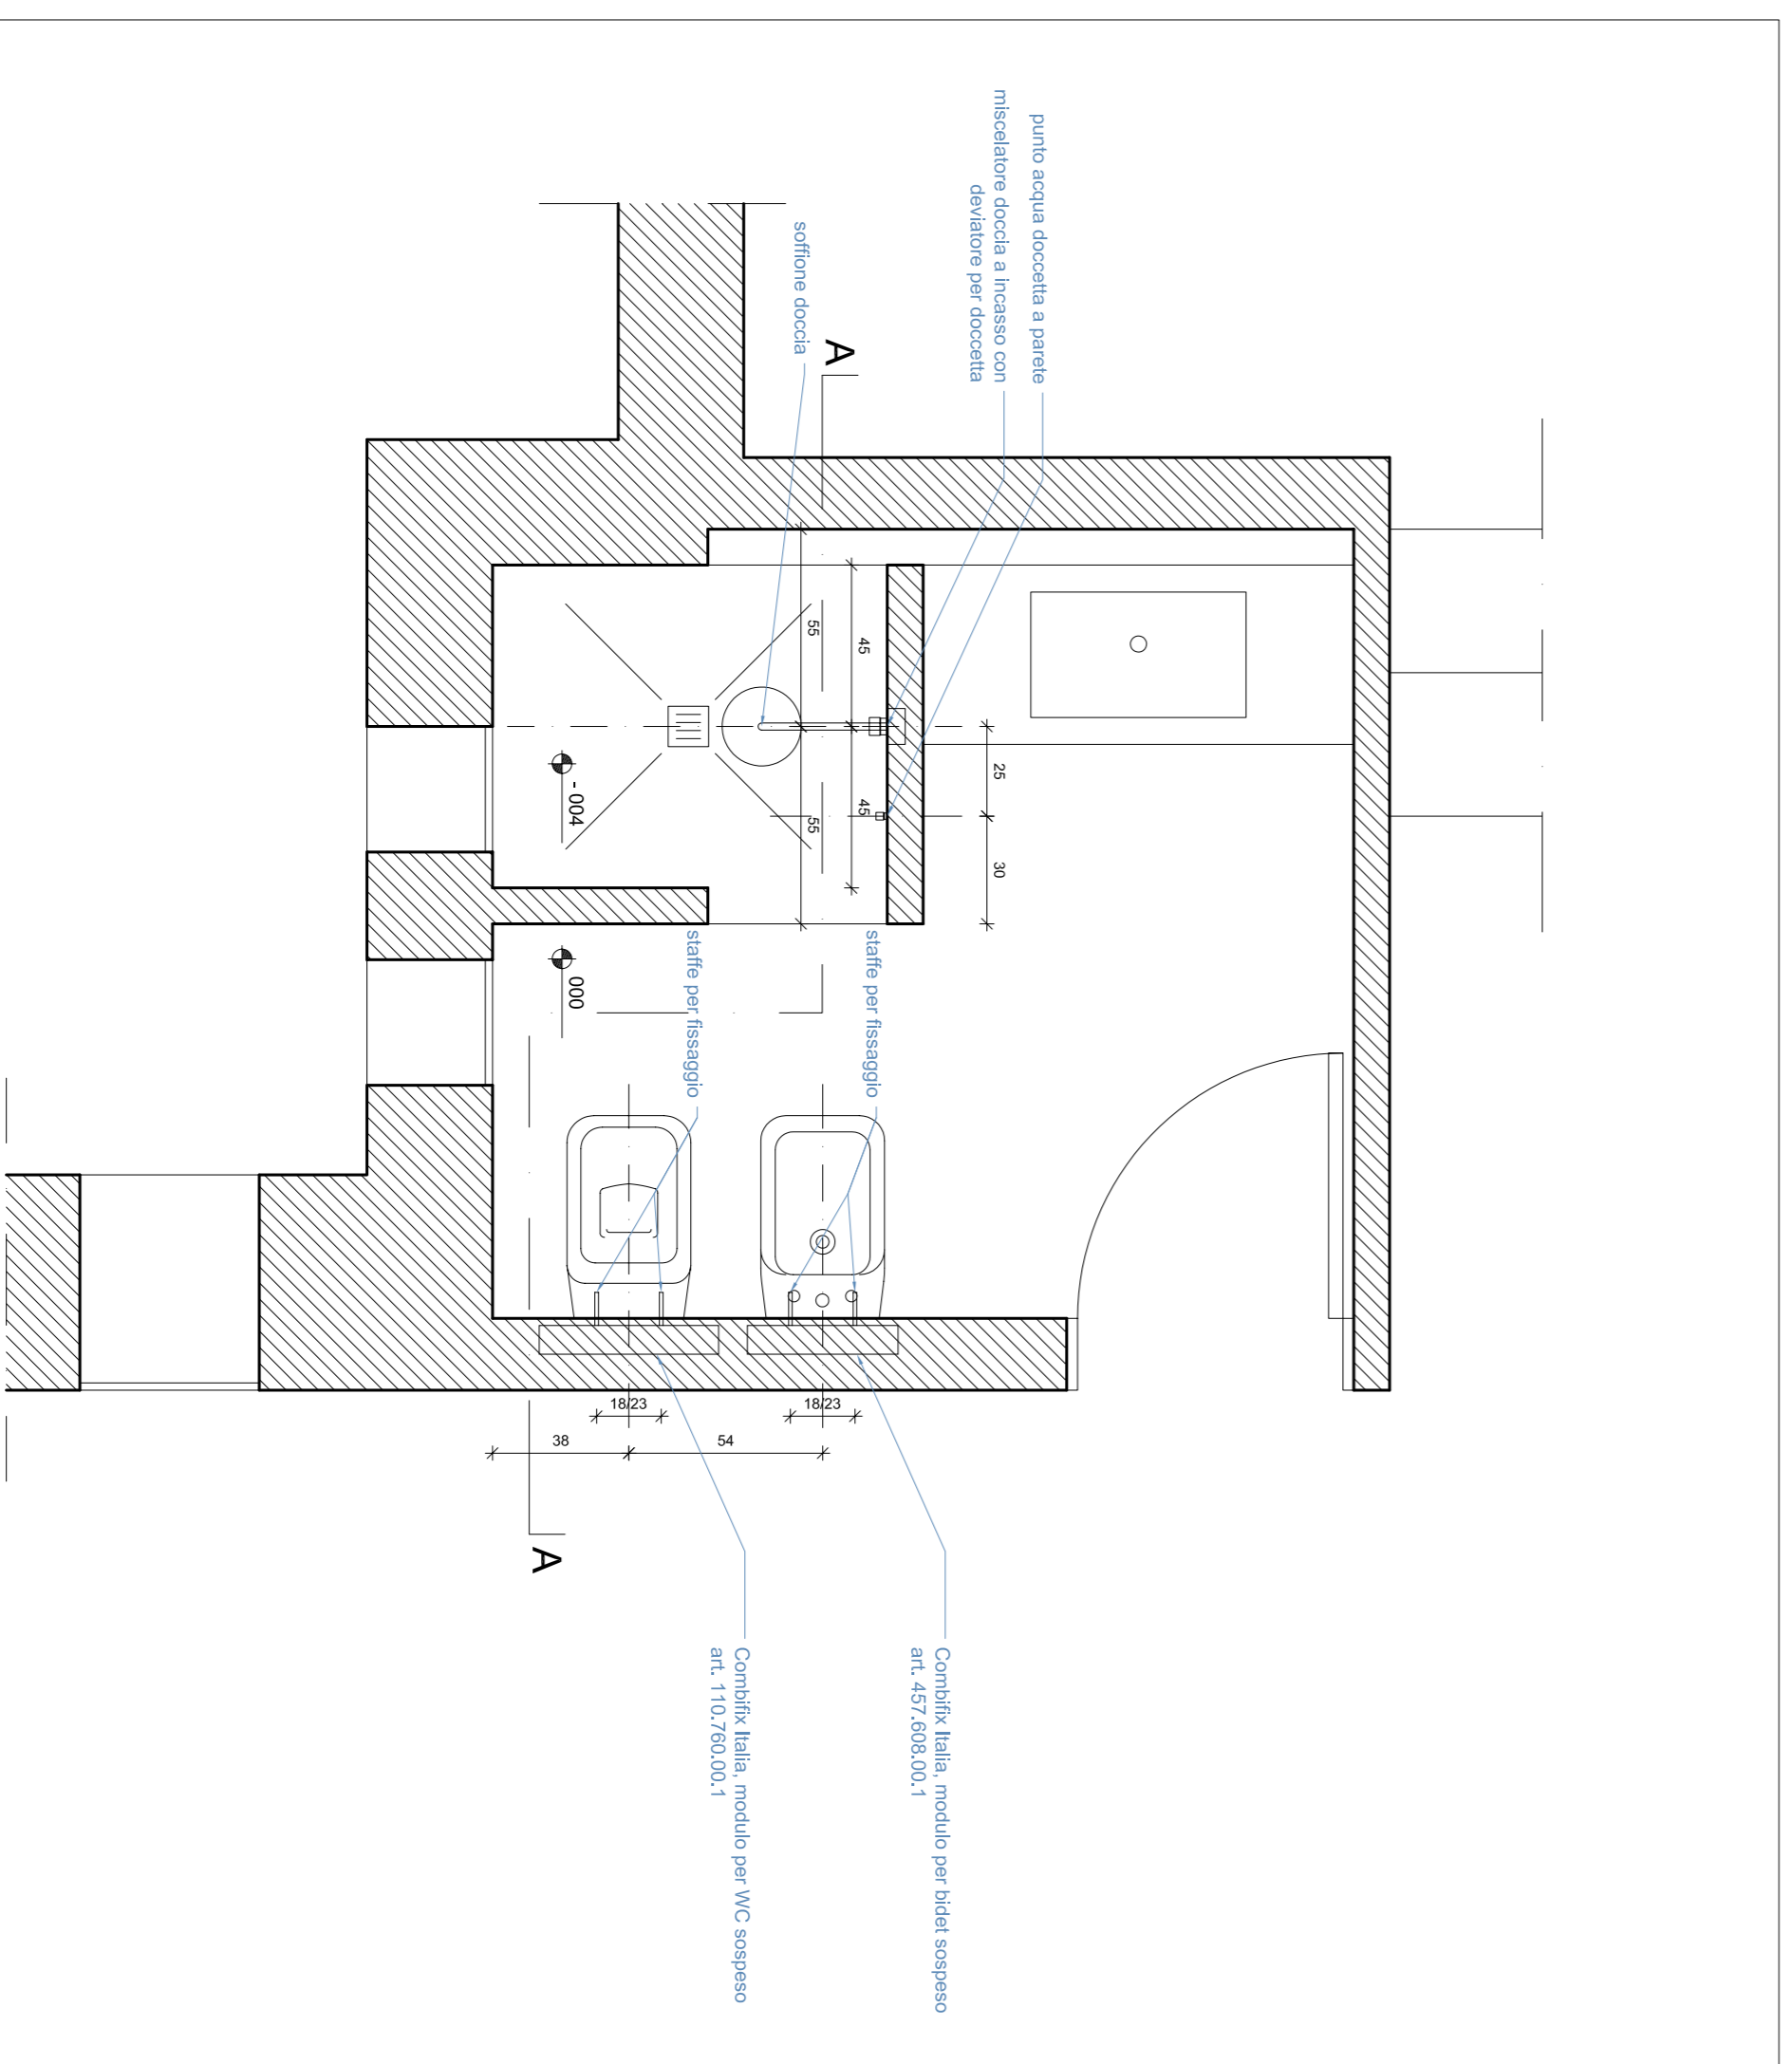 punto acqua doccetta a parete
miscelatore doccia a incasso con
deviatore per doccetta
soffione doccia
A
55
45
45
55
25
30
- 004
000
staffe per fissaggio
staffe per fissaggio
18/23
18/23
38
54
A
Combifix Italia, modulo per bidet sospeso
art. 457.608.00.1
Combifix Italia, modulo per WC sospeso
art. 110.760.00.1